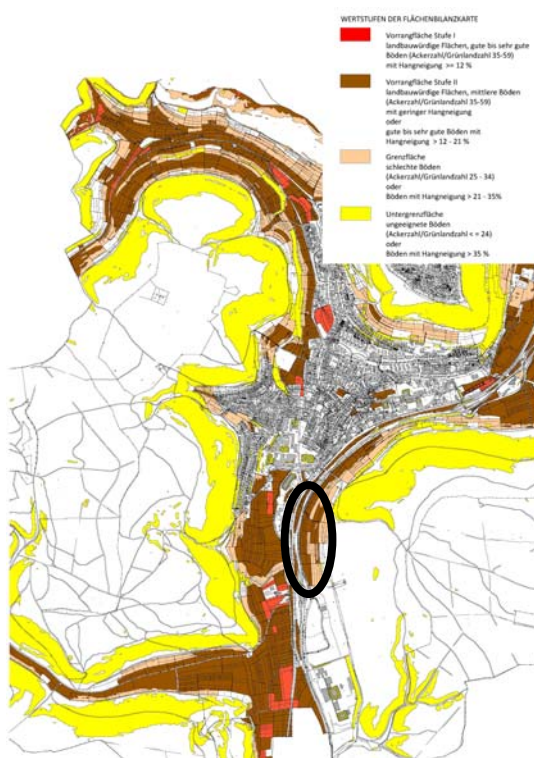 WERTSTUFEN DER FLÄCHENBILANZKARTE
Vorrangfläche Stufe I
landbauwürdige Flächen, gute bis sehr gute
Böden (Ackerzahl/Grünlandzahl 35-59)
mit Hangneigung >= 12 %
Vorrangfläche Stufe II
landbauwürdige Flächen, mittlere Böden
(Ackerzahl/Grünlandzahl 35-59)
mit geringer Hangneigung
oder
gute bis sehr gute Böden mit
Hangneigung > 12 - 21 %
Grenzfläche
schlechte Böden
(Ackerzahl/Grünlandzahl 25 - 34)
oder
Böden mit Hangneigung > 21 - 35%
Untergrenzfläche
ungeeignete Böden
(Ackerzahl/Grünlandzahl < = 24)
oder
Böden mit Hangneigung > 35 %